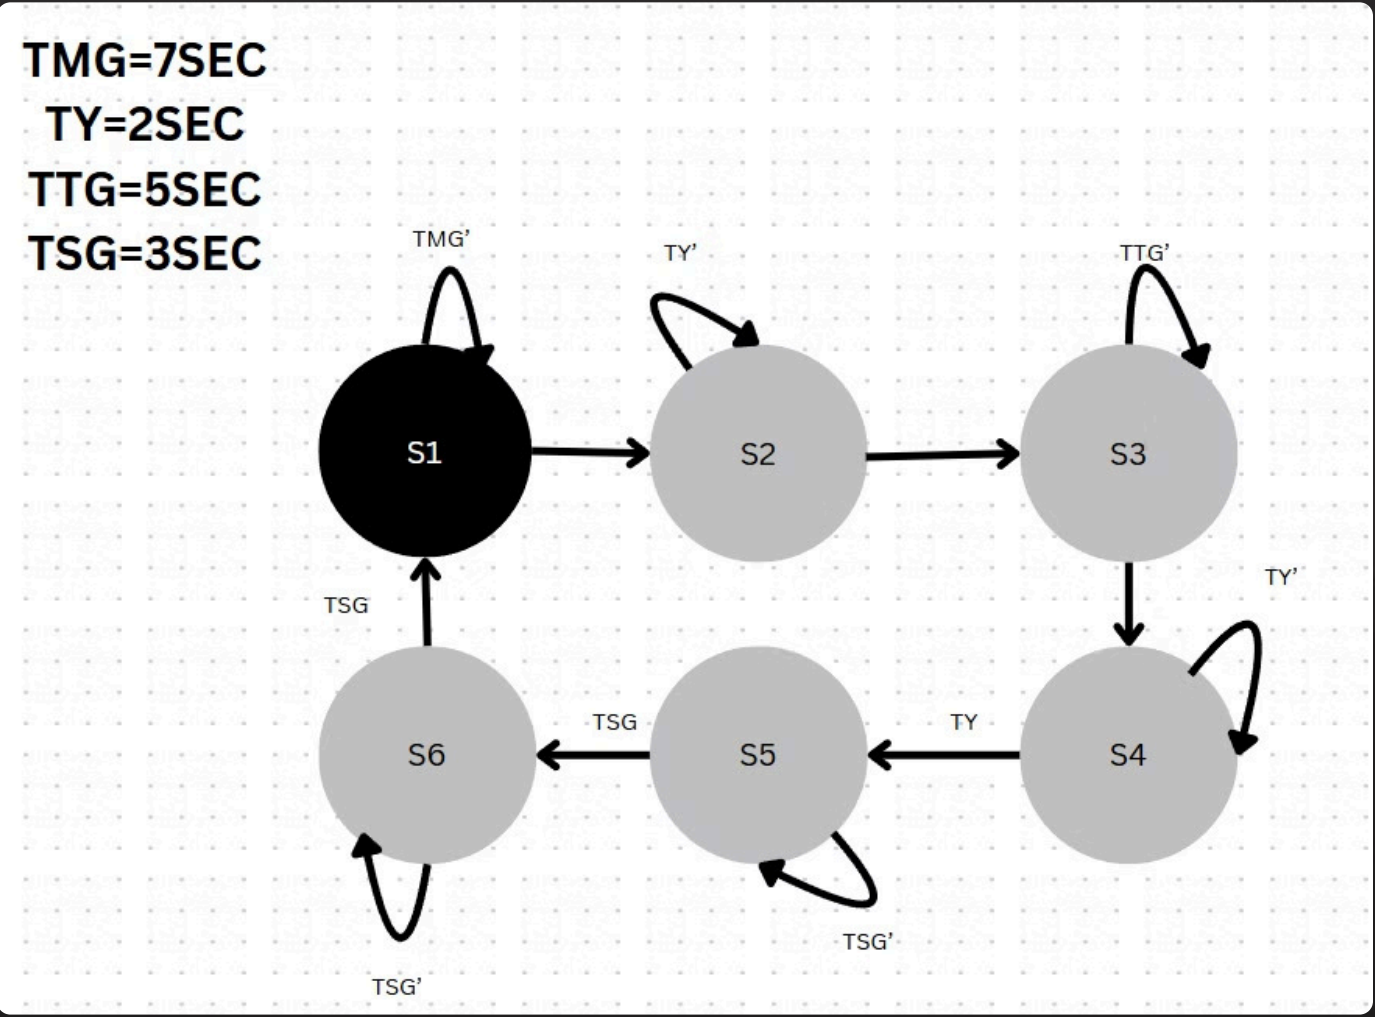 TMG=7SEC
TY=2SEC
TTG=5SEC
TSG=3SEC
TMG’
TY’
TTG’
S1
S2
S3
TY’
TSG
S6
TSG
S5
TY
S4
TSG’
TSG’